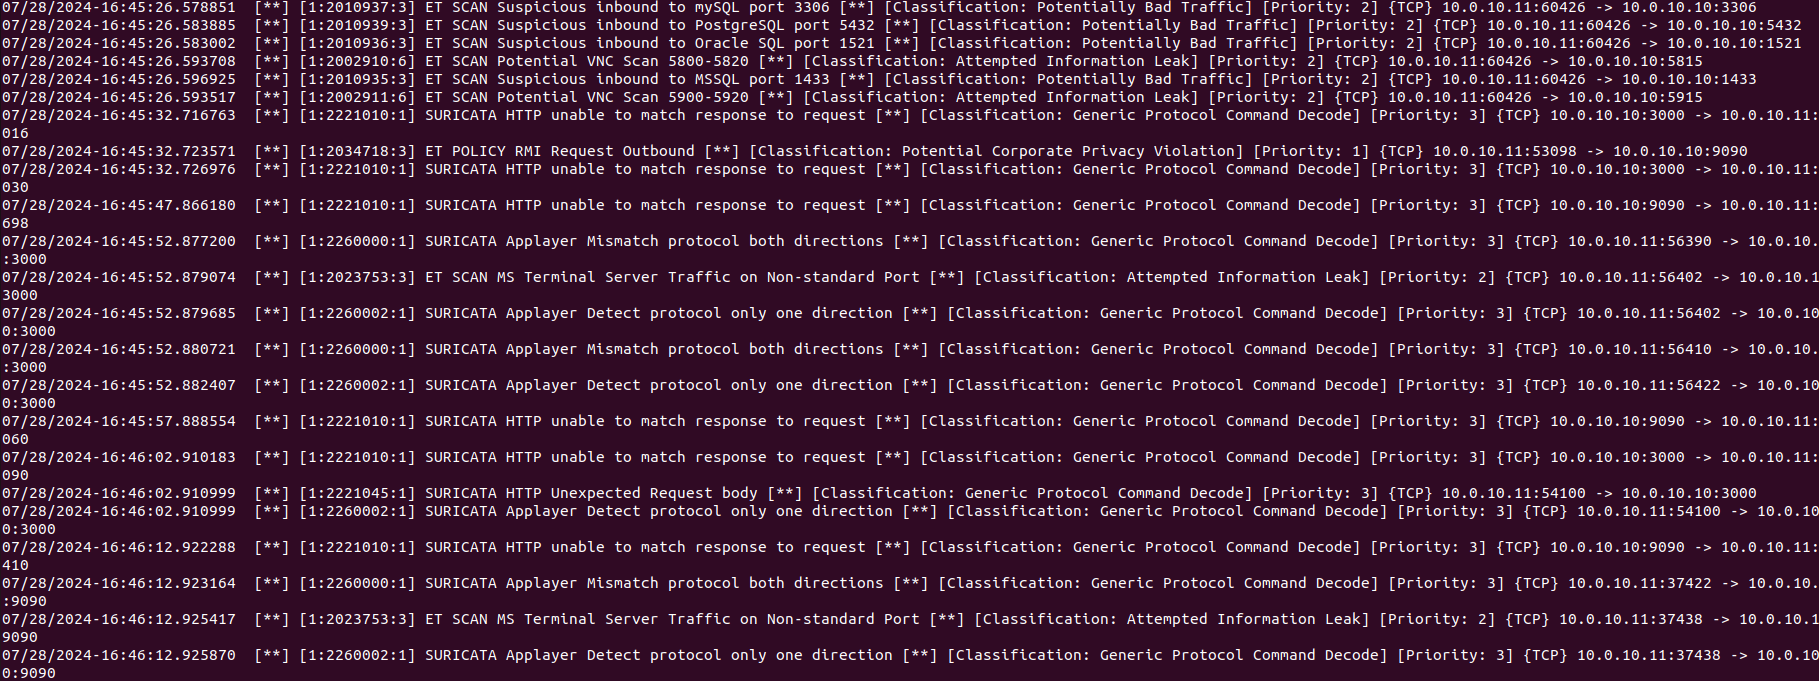 07/28/2024-16:45:26.578851  [**] [1:2010937:3] ET SCAN Suspicious inbound to mySQL port 3306 [**] [Classification: Potentially Bad Traffic] [Priority: 2] {TCP} 10.0.10.11:60426 -> 10.0.10.10:3306
07/28/2024-16:45:26.583885  [**] [1:2010939:3] ET SCAN Suspicious inbound to PostgreSQL port 5432 [**] [Classification: Potentially Bad Traffic] [Priority: 2] {TCP} 10.0.10.11:60426 -> 10.0.10.10:5432
07/28/2024-16:45:26.583002  [**] [1:2010936:3] ET SCAN Suspicious inbound to Oracle SQL port 1521 [**] [Classification: Potentially Bad Traffic] [Priority: 2] {TCP} 10.0.10.11:60426 -> 10.0.10.10:1521
07/28/2024-16:45:26.593708  [**] [1:2002910:6] ET SCAN Potential VNC Scan 5800-5820 [**] [Classification: Attempted Information Leak] [Priority: 2] {TCP} 10.0.10.11:60426 -> 10.0.10.10:5815
07/28/2024-16:45:26.596925  [**] [1:2010935:3] ET SCAN Suspicious inbound to MSSQL port 1433 [**] [Classification: Potentially Bad Traffic] [Priority: 2] {TCP} 10.0.10.11:60426 -> 10.0.10.10:1433
07/28/2024-16:45:26.593517  [**] [1:2002911:6] ET SCAN Potential VNC Scan 5900-5920 [**] [Classification: Attempted Information Leak] [Priority: 2] {TCP} 10.0.10.11:60426 -> 10.0.10.10:5915
07/28/2024-16:45:32.716763  [**] [1:2221010:1] SURICATA HTTP unable to match response to request [**] [Classification: Generic Protocol Command Decode] [Priority: 3] {TCP} 10.0.10.10:3000 -> 10.0.10.11:
016
07/28/2024-16:45:32.723571  [**] [1:2034718:3] ET POLICY RMI Request Outbound [**] [Classification: Potential Corporate Privacy Violation] [Priority: 1] {TCP} 10.0.10.11:53098 -> 10.0.10.10:9090
07/28/2024-16:45:32.726976  [**] [1:2221010:1] SURICATA HTTP unable to match response to request [**] [Classification: Generic Protocol Command Decode] [Priority: 3] {TCP} 10.0.10.10:3000 -> 10.0.10.11:
030
07/28/2024-16:45:47.866180  [**] [1:2221010:1] SURICATA HTTP unable to match response to request [**] [Classification: Generic Protocol Command Decode] [Priority: 3] {TCP} 10.0.10.10:9090 -> 10.0.10.11:
698
07/28/2024-16:45:52.877200  [**] [1:2260000:1] SURICATA Applayer Mismatch protocol both directions [**] [Classification: Generic Protocol Command Decode] [Priority: 3] {TCP} 10.0.10.11:56390 -> 10.0.10.
:3000
07/28/2024-16:45:52.879074  [**] [1:2023753:3] ET SCAN MS Terminal Server Traffic on Non-standard Port [**] [Classification: Attempted Information Leak] [Priority: 2] {TCP} 10.0.10.11:56402 -> 10.0.10.1
3000
07/28/2024-16:45:52.879685  [**] [1:2260002:1] SURICATA Applayer Detect protocol only one direction [**] [Classification: Generic Protocol Command Decode] [Priority: 3] {TCP} 10.0.10.11:56402 -> 10.0.10
0:3000
07/28/2024-16:45:52.880721  [**] [1:2260000:1] SURICATA Applayer Mismatch protocol both directions [**] [Classification: Generic Protocol Command Decode] [Priority: 3] {TCP} 10.0.10.11:56410 -> 10.0.10.
:3000
07/28/2024-16:45:52.882407  [**] [1:2260002:1] SURICATA Applayer Detect protocol only one direction [**] [Classification: Generic Protocol Command Decode] [Priority: 3] {TCP} 10.0.10.11:56422 -> 10.0.10
0:3000
07/28/2024-16:45:57.888554  [**] [1:2221010:1] SURICATA HTTP unable to match response to request [**] [Classification: Generic Protocol Command Decode] [Priority: 3] {TCP} 10.0.10.10:9090 -> 10.0.10.11:
060
07/28/2024-16:46:02.910183  [**] [1:2221010:1] SURICATA HTTP unable to match response to request [**] [Classification: Generic Protocol Command Decode] [Priority: 3] {TCP} 10.0.10.10:3000 -> 10.0.10.11:
090
07/28/2024-16:46:02.910999  [**] [1:2221045:1] SURICATA HTTP Unexpected Request body [**] [Classification: Generic Protocol Command Decode] [Priority: 3] {TCP} 10.0.10.11:54100 -> 10.0.10.10:3000
07/28/2024-16:46:02.910999  [**] [1:2260002:1] SURICATA Applayer Detect protocol only one direction [**] [Classification: Generic Protocol Command Decode] [Priority: 3] {TCP} 10.0.10.11:54100 -> 10.0.10
0:3000
07/28/2024-16:46:12.922288  [**] [1:2221010:1] SURICATA HTTP unable to match response to request [**] [Classification: Generic Protocol Command Decode] [Priority: 3] {TCP} 10.0.10.10:9090 -> 10.0.10.11:
410
07/28/2024-16:46:12.923164  [**] [1:2260000:1] SURICATA Applayer Mismatch protocol both directions [**] [Classification: Generic Protocol Command Decode] [Priority: 3] {TCP} 10.0.10.11:37422 -> 10.0.10.
:9090
07/28/2024-16:46:12.925417  [**] [1:2023753:3] ET SCAN MS Terminal Server Traffic on Non-standard Port [**] [Classification: Attempted Information Leak] [Priority: 2] {TCP} 10.0.10.11:37438 -> 10.0.10.1
9090
07/28/2024-16:46:12.925870  [**] [1:2260002:1] SURICATA Applayer Detect protocol only one direction [**] [Classification: Generic Protocol Command Decode] [Priority: 3] {TCP} 10.0.10.11:37438 -> 10.0.10
0:9090